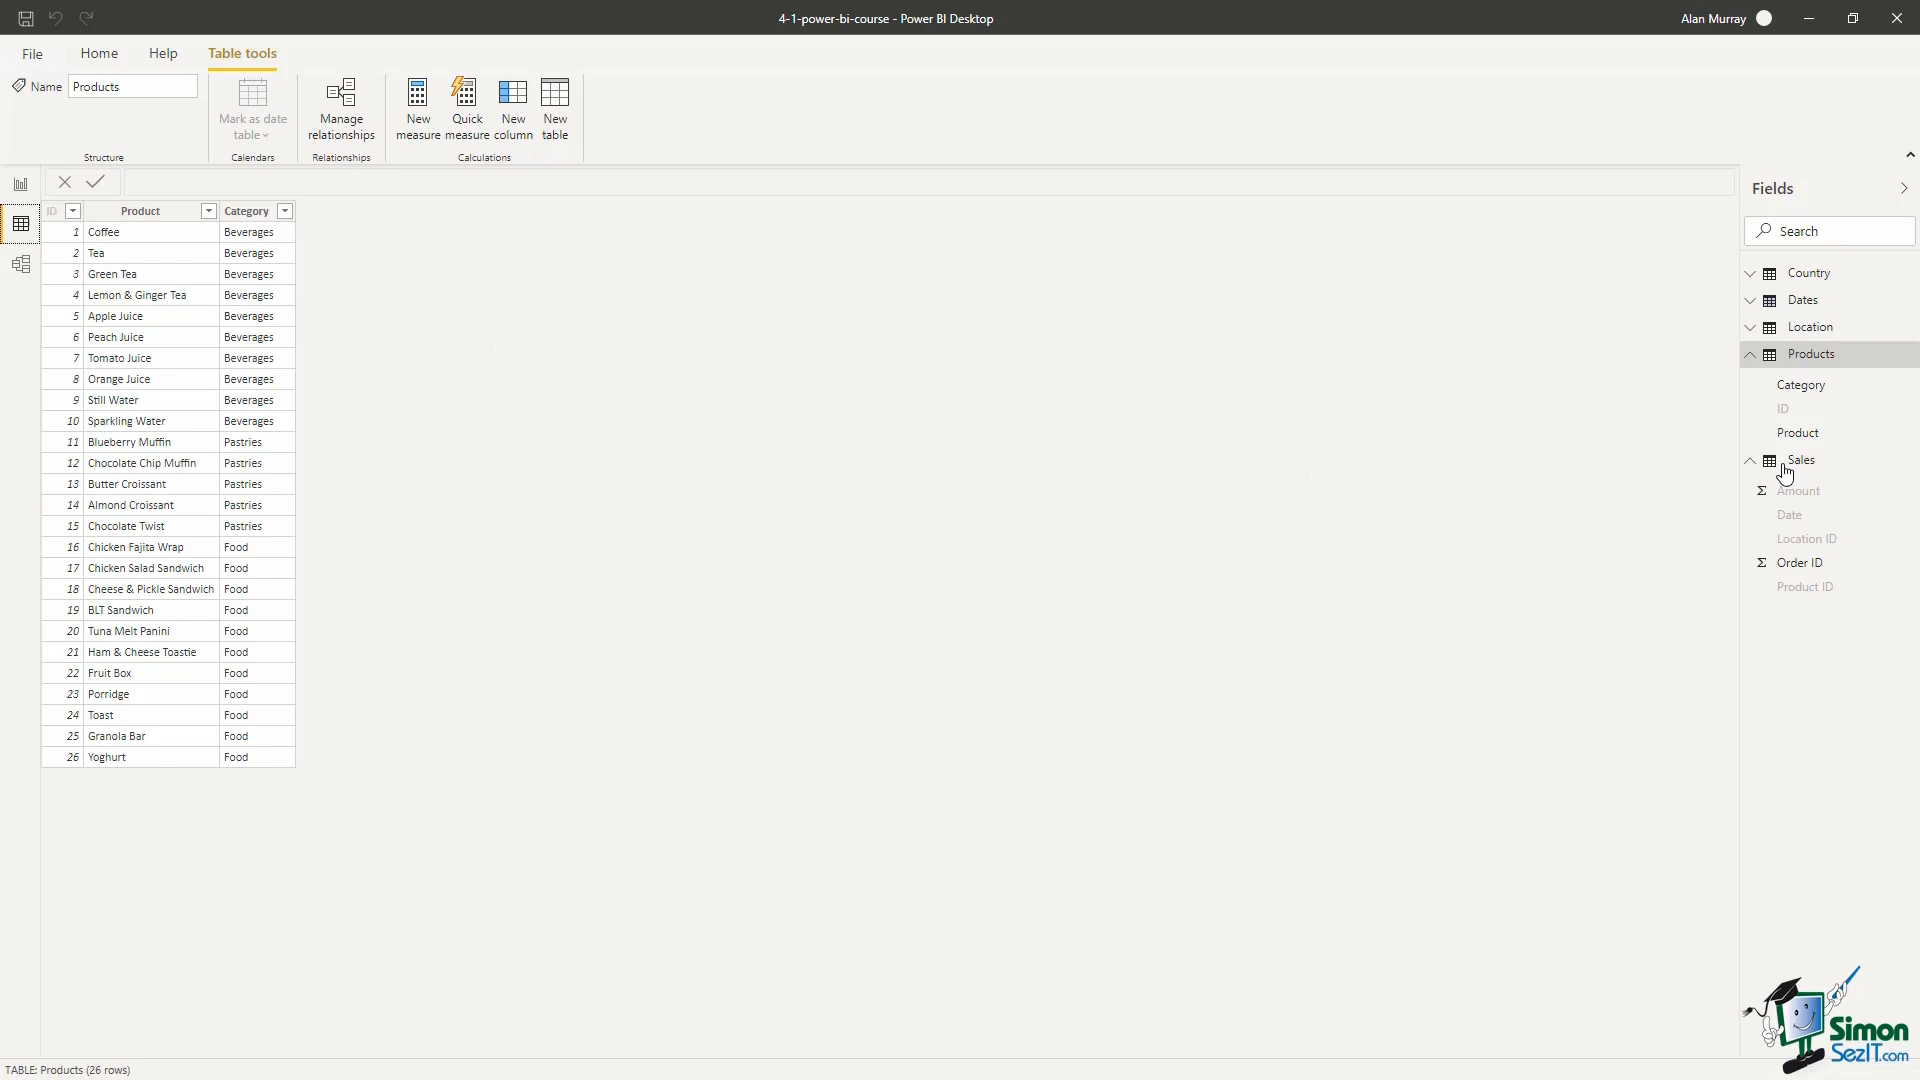 4-1-power-bi-course - Power BI Desktop
Alan Murray
File Home Help Table tools
Name Products
Mark as date table
Manage relationships
New measure
Quick measure
New column
New table
Structure Calendars Relationships Calculations
Fields
Search
Country
Dates
Location
Products
Category
ID
Product
Sales
Amount
Date
Location ID
Order ID
Product ID
ID Product Category
1 Coffee Beverages
2 Tea Beverages
3 Green Tea Beverages
4 Lemon & Ginger Tea Beverages
5 Apple Juice Beverages
6 Peach Juice Beverages
7 Tomato Juice Beverages
8 Orange Juice Beverages
9 Still Water Beverages
10 Sparkling Water Beverages
11 Blueberry Muffin Pastries
12 Chocolate Chip Muffin Pastries
13 Butter Croissant Pastries
14 Almond Croissant Pastries
15 Chocolate Twist Pastries
16 Chicken Fajita Wrap Food
17 Chicken Salad Sandwich Food
18 Cheese & Pickle Sandwich Food
19 BLT Sandwich Food
20 Tuna Melt Panini Food
21 Ham & Cheese Toastie Food
22 Fruit Box Food
23 Porridge Food
24 Toast Food
25 Granola Bar Food
26 Yoghurt Food
Simon
SezIT.com
TABLE: Products (26 rows)